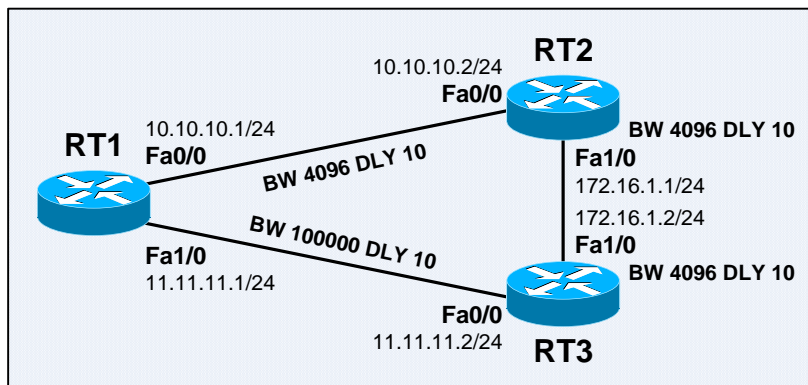 RT2
10.10.10.2/24
Fa0/0
10.10.10.1/24
RT1
Fa0/0
BW 4096 DLY 10
BW 4096 DLY 10
Fa1/0
172.16.1.1/24
172.16.1.2/24
Fa1/0
BW 100000 DLY 10
Fa1/0
11.11.11.1/24
BW 4096 DLY 10
Fa0/0
11.11.11.2/24
RT3